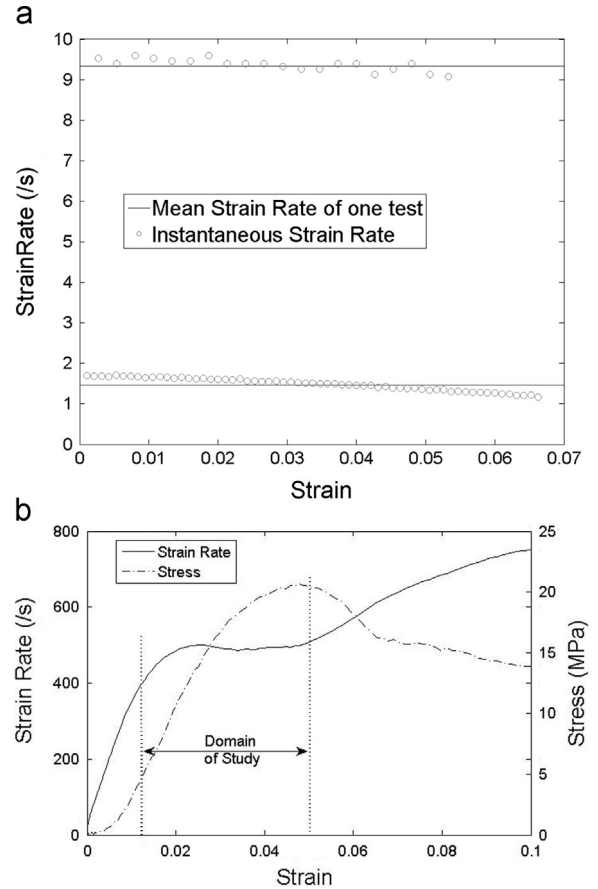 a
10
9
8
7
6
5
4
3
2
1
0
StrainRate (/s)
Mean Strain Rate of one test
Instantaneous Strain Rate
0 0.01 0.02 0.03 0.04 0.05 0.06 0.07
Strain
b
800
600
400
200
0
Strain Rate (/s)
Strain Rate
Stress
Domain
of Study
25
20
15
10
5
0
Stress (MPa)
0 0.02 0.04 0.06 0.08 0.1
Strain